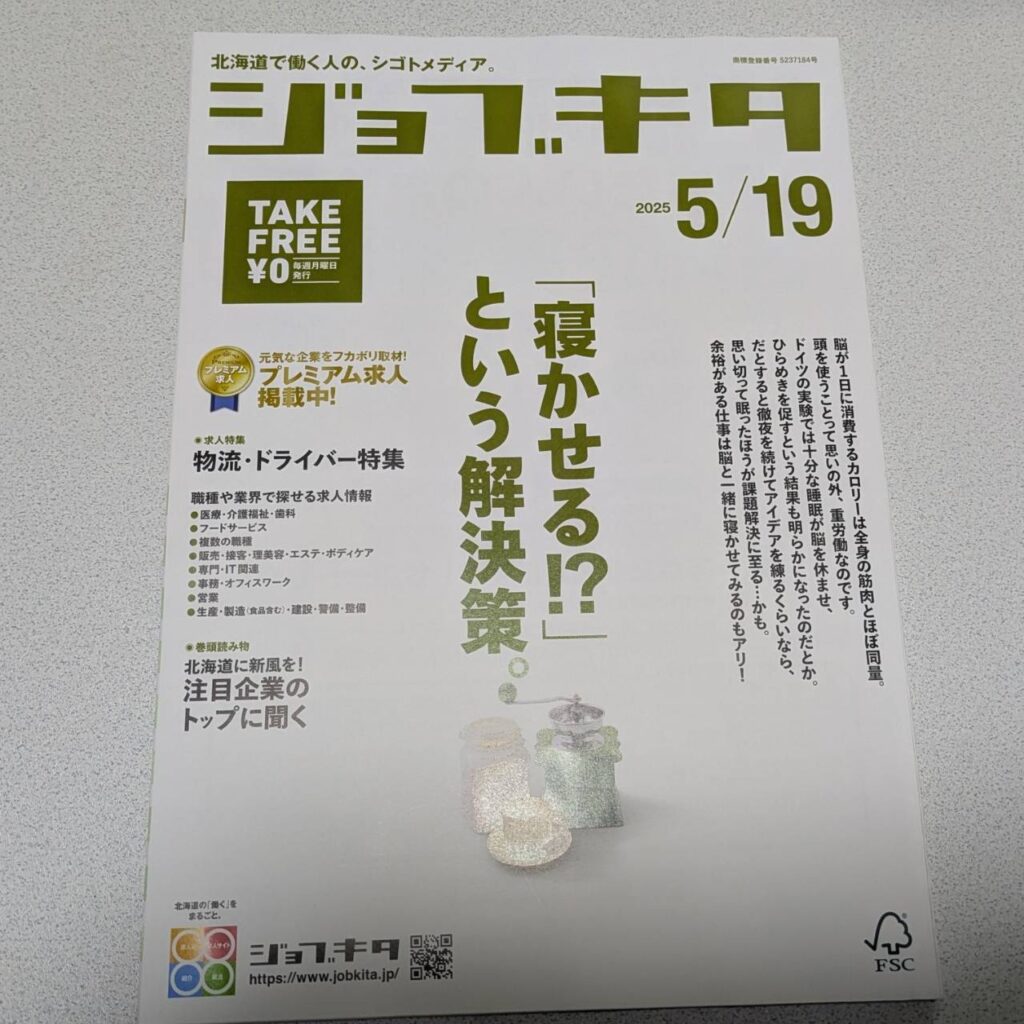 北海道で働く人の、シゴトメディア。
商標登録番号 5237184号
ジョブキタ
TAKE
FREE
¥0
毎週月曜日
発行
2025 5/19
「寝かせる!?」
という解決策。
脳が1日に消費するカロリーは全身の筋肉とほぼ同量。
頭を使うことって思いの外、重労働なのです。
ドイツの実験では十分な睡眠が脳を休ませ、
ひらめきを促すという結果も明らかになったのだとか。
だとすると徹夜を続けてアイデアを練るくらいなら、
思い切って眠ったほうが課題解決に至る…かも。
余裕がある仕事は脳と一緒に寝かせてみるのもアリ!
プレミアム
求人
元気な企業をフカボリ取材!
プレミアム求人
掲載中!
求人特集
物流・ドライバー特集
職種や業界で探せる求人情報
●医療・介護福祉・歯科
●フードサービス
●複数の職種
●販売・接客・理美容・エステ・ボディケア
●専門・IT関連
●事務・オフィスワーク
●営業
●生産・製造(食品含む)・建設・警備・整備
巻頭読み物
北海道に新風を!
注目企業の
トップに聞く
北海道の「働く」を
まるごと。
紹介
ジョブキタ
https://www.jobkita.jp/
FSC